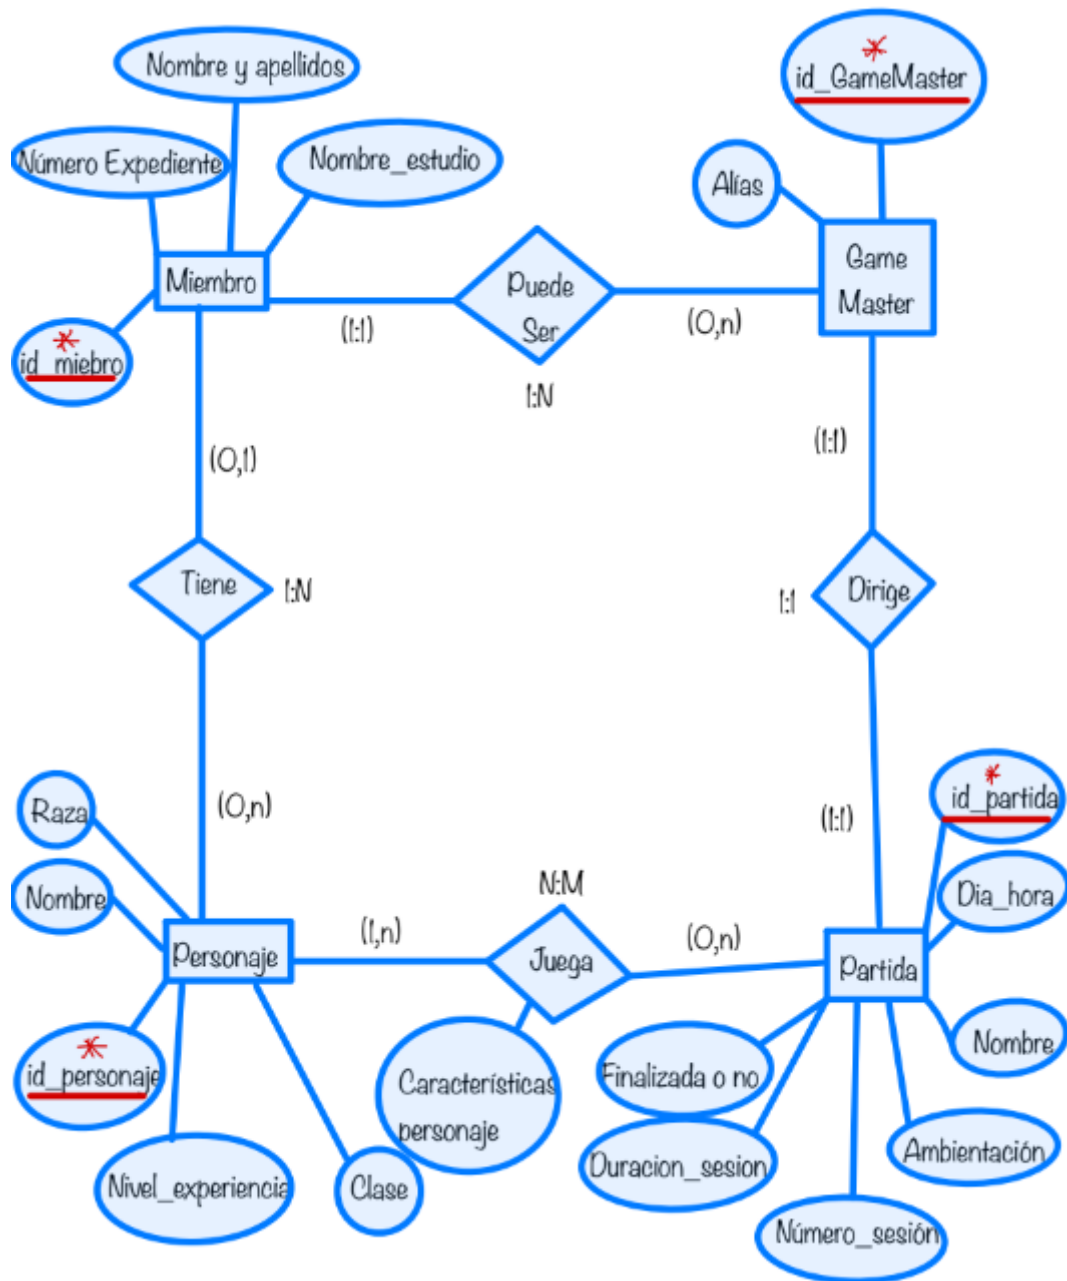 Nombre y apellidos
*
id_GameMaster
Número Expediente
Nombre_estudio
Alías
Miembro
Puede
Ser
Game
Master
(1:1)
(0,n)
*
id_miebro
1:N
(0,1)
(1:1)
Tiene
1:N
1:1
Dirige
Raza
(0,n)
(1:1)
*
id_partida
Nombre
N:M
Dia_hora
(1,n)
(0,n)
Personaje
Juega
Partida
*
id_personaje
Nombre
Finalizada o no
Característicias
personaje
Duracion_sesion
Ambientación
Nivel_experiencia
Clase
Número_sesión